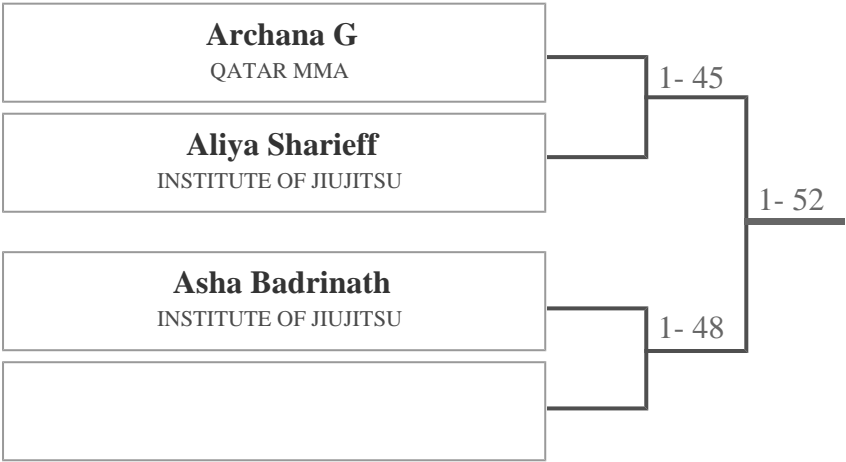 Archana G
QATAR MMA
1- 45
Aliya Sharieff
INSTITUTE OF JIUJITSU
1- 52
Asha Badrinath
INSTITUTE OF JIUJITSU
1- 48